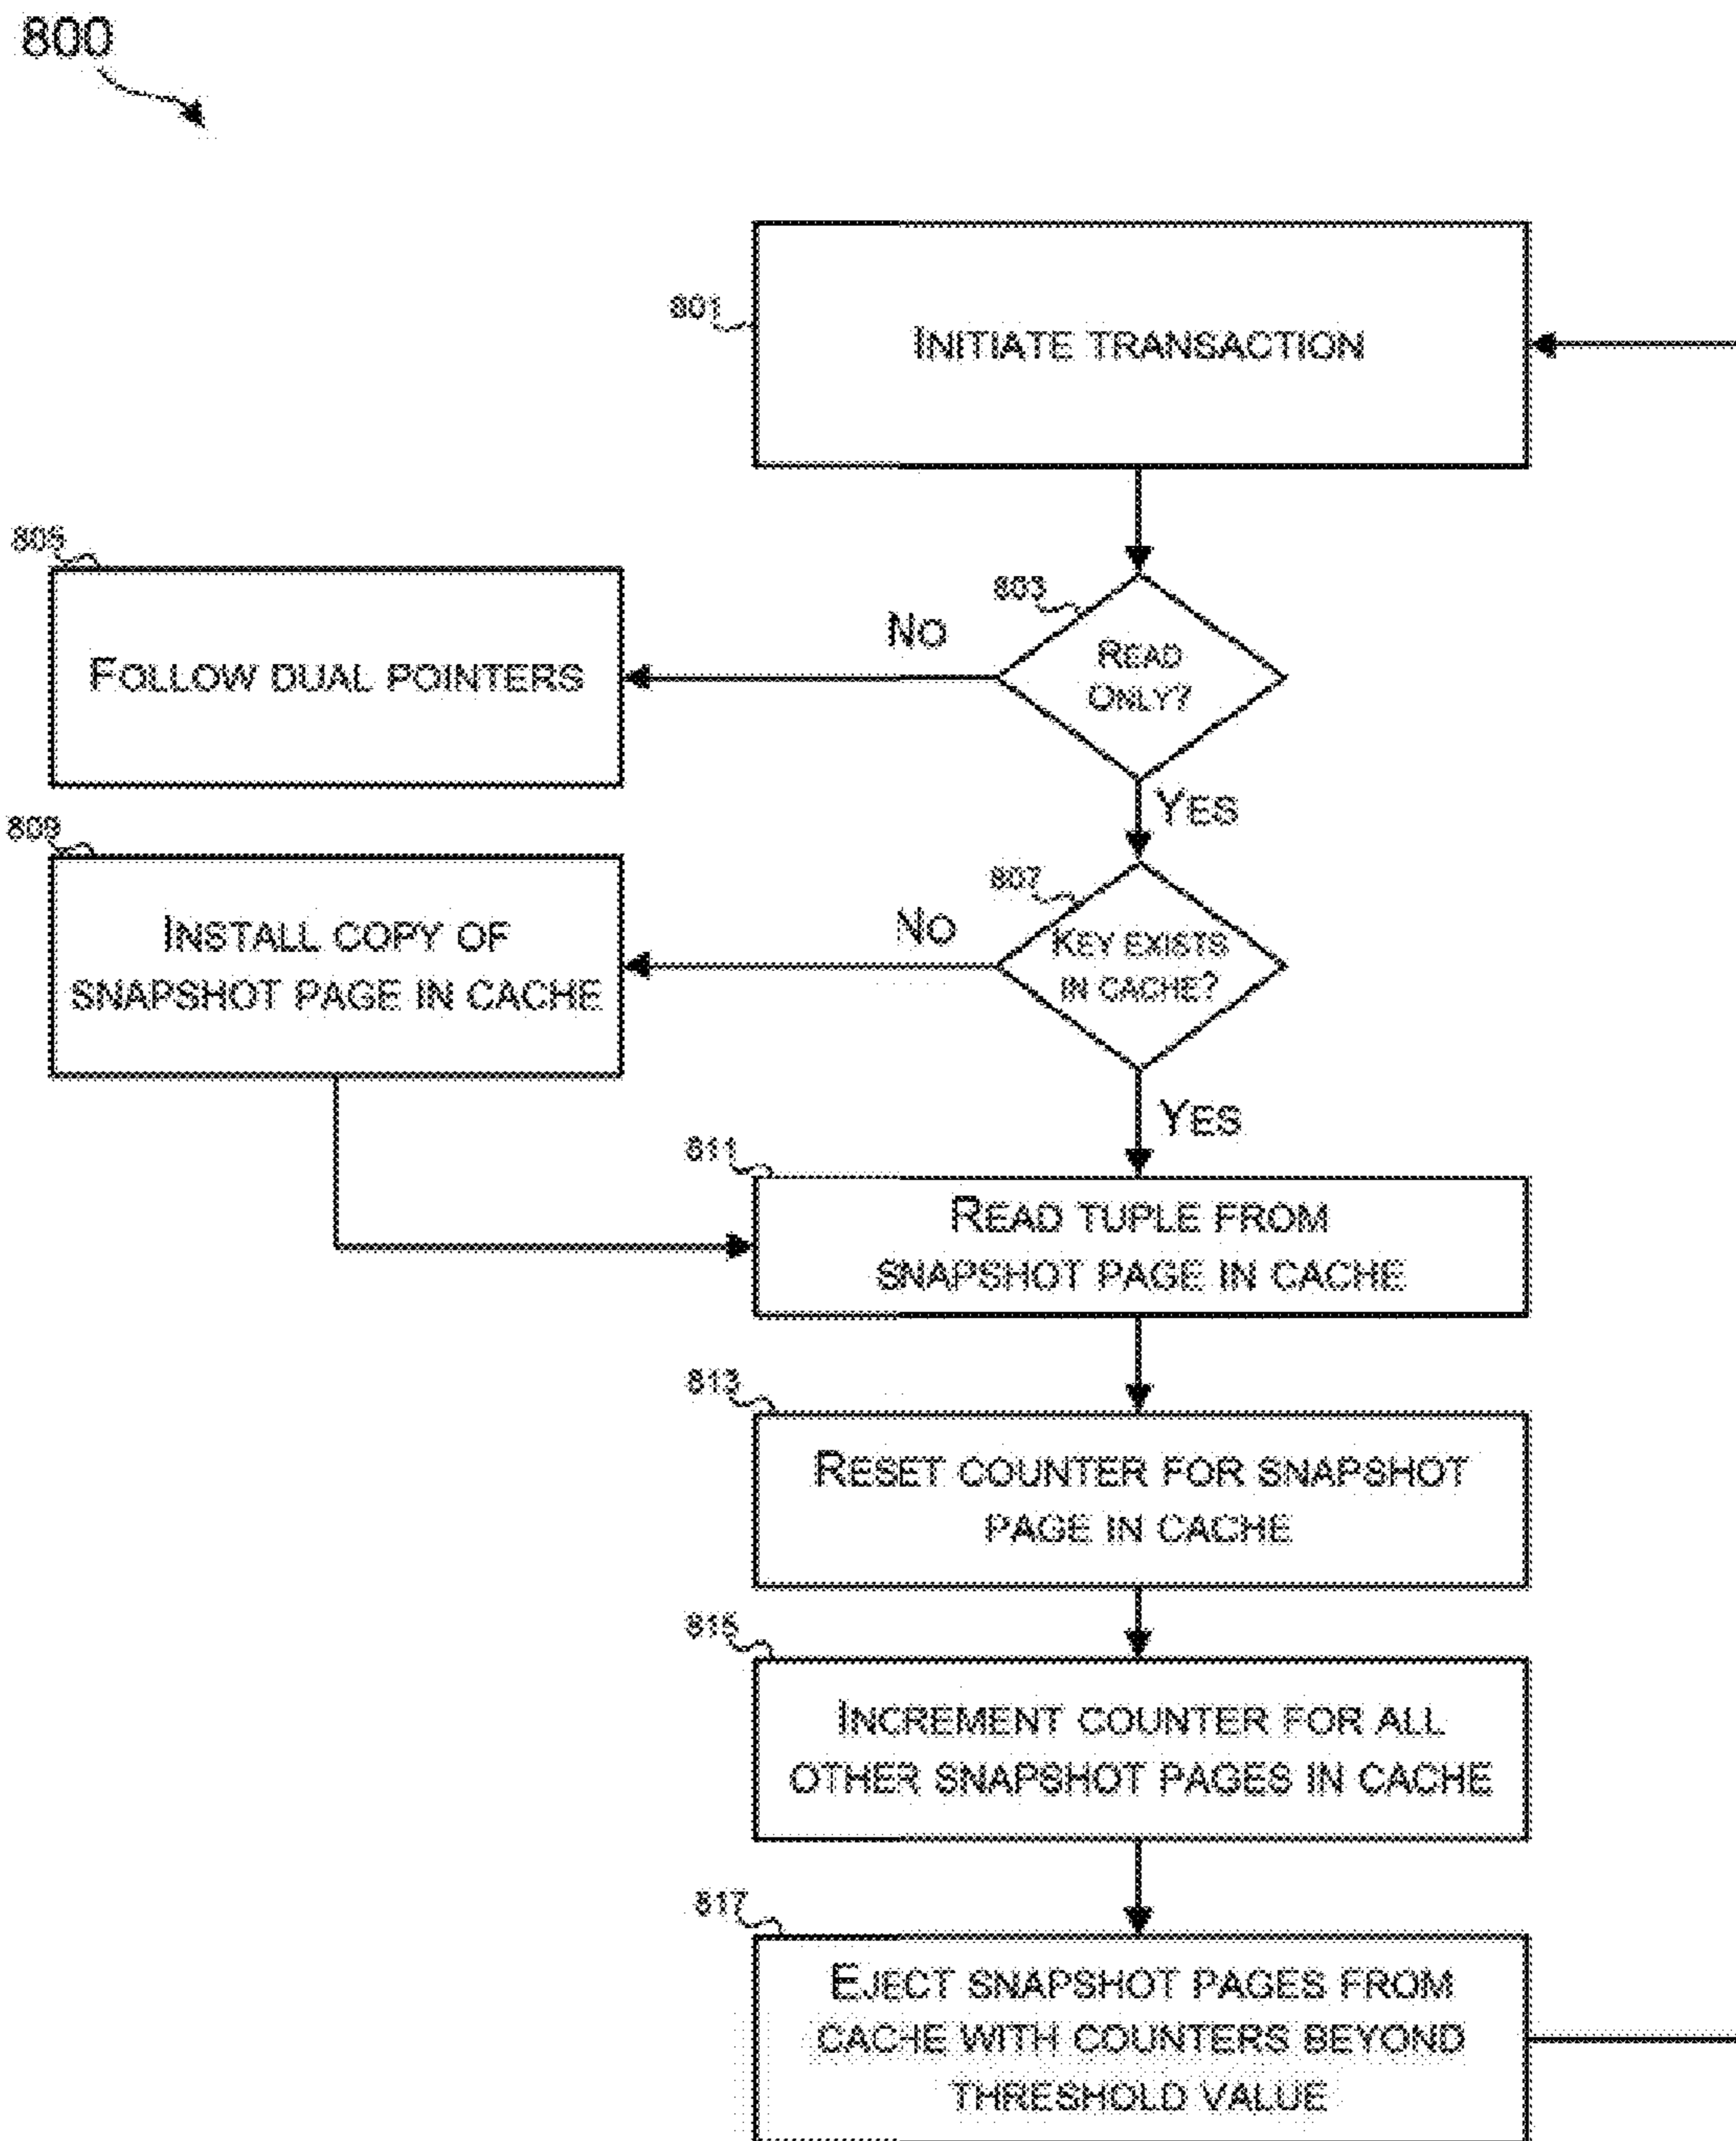 800
801
INITIATE TRANSACTION
803
READ
ONLY?
NO
YES
805
FOLLOW DUAL POINTERS
807
KEY EXISTS
IN CACHE?
NO
YES
809
INSTALL COPY OF
SNAPSHOT PAGE IN CACHE
811
READ TUPLE FROM
SNAPSHOT PAGE IN CACHE
813
RESET COUNTER FOR SNAPSHOT
PAGE IN CACHE
815
INCREMENT COUNTER FOR ALL
OTHER SNAPSHOT PAGES IN CACHE
817
EJECT SNAPSHOT PAGES FROM
CACHE WITH COUNTERS BEYOND
THRESHOLD VALUE